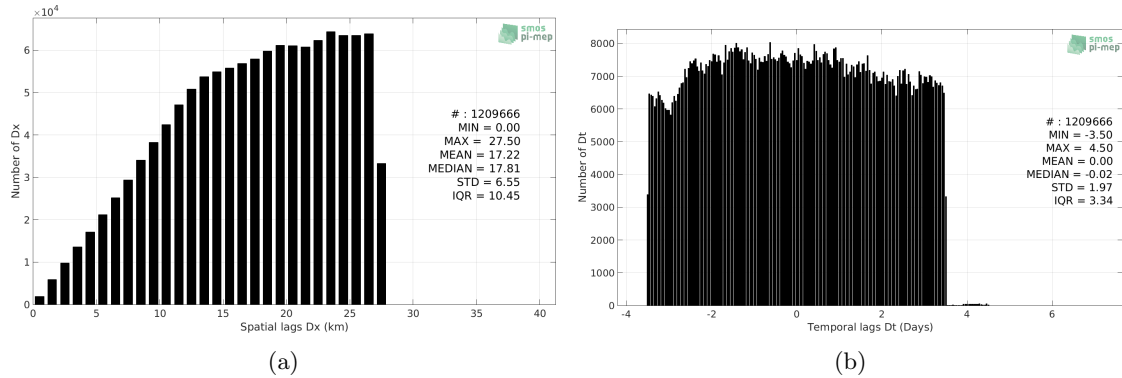 ×10⁴
6
5
4
3
2
1
0
Number of Dx
0 5 10 15 20 25 30 35 40
Spatial lags Dx (km)
smos
pi-mep
# : 1209666
MIN = 0.00
MAX = 27.50
MEAN = 17.22
MEDIAN = 17.81
STD = 6.55
IQR = 10.45
(a)
8000
7000
6000
5000
4000
3000
2000
1000
0
Number of Dt
-4 -2 0 2 4 6
Temporal lags Dt (Days)
smos
pi-mep
# : 1209666
MIN = -3.50
MAX = 4.50
MEAN = 0.00
MEDIAN = -0.02
STD = 1.97
IQR = 3.34
(b)